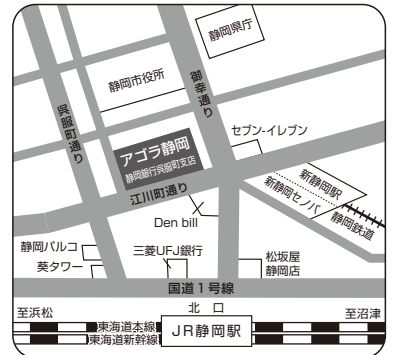 静岡県庁
静岡市役所
御幸通り
呉服町通り
セブン-イレブン
アゴラ静岡
静岡銀行呉服町支店
江川町通り
新静岡駅
新静岡セノバ
静岡鉄道
Den bill
静岡パルコ
葵タワー
三菱UFJ銀行
松坂屋
静岡店
国道1号線
至浜松
北 口
至沼津
東海道本線
東海道新幹線
JR静岡駅